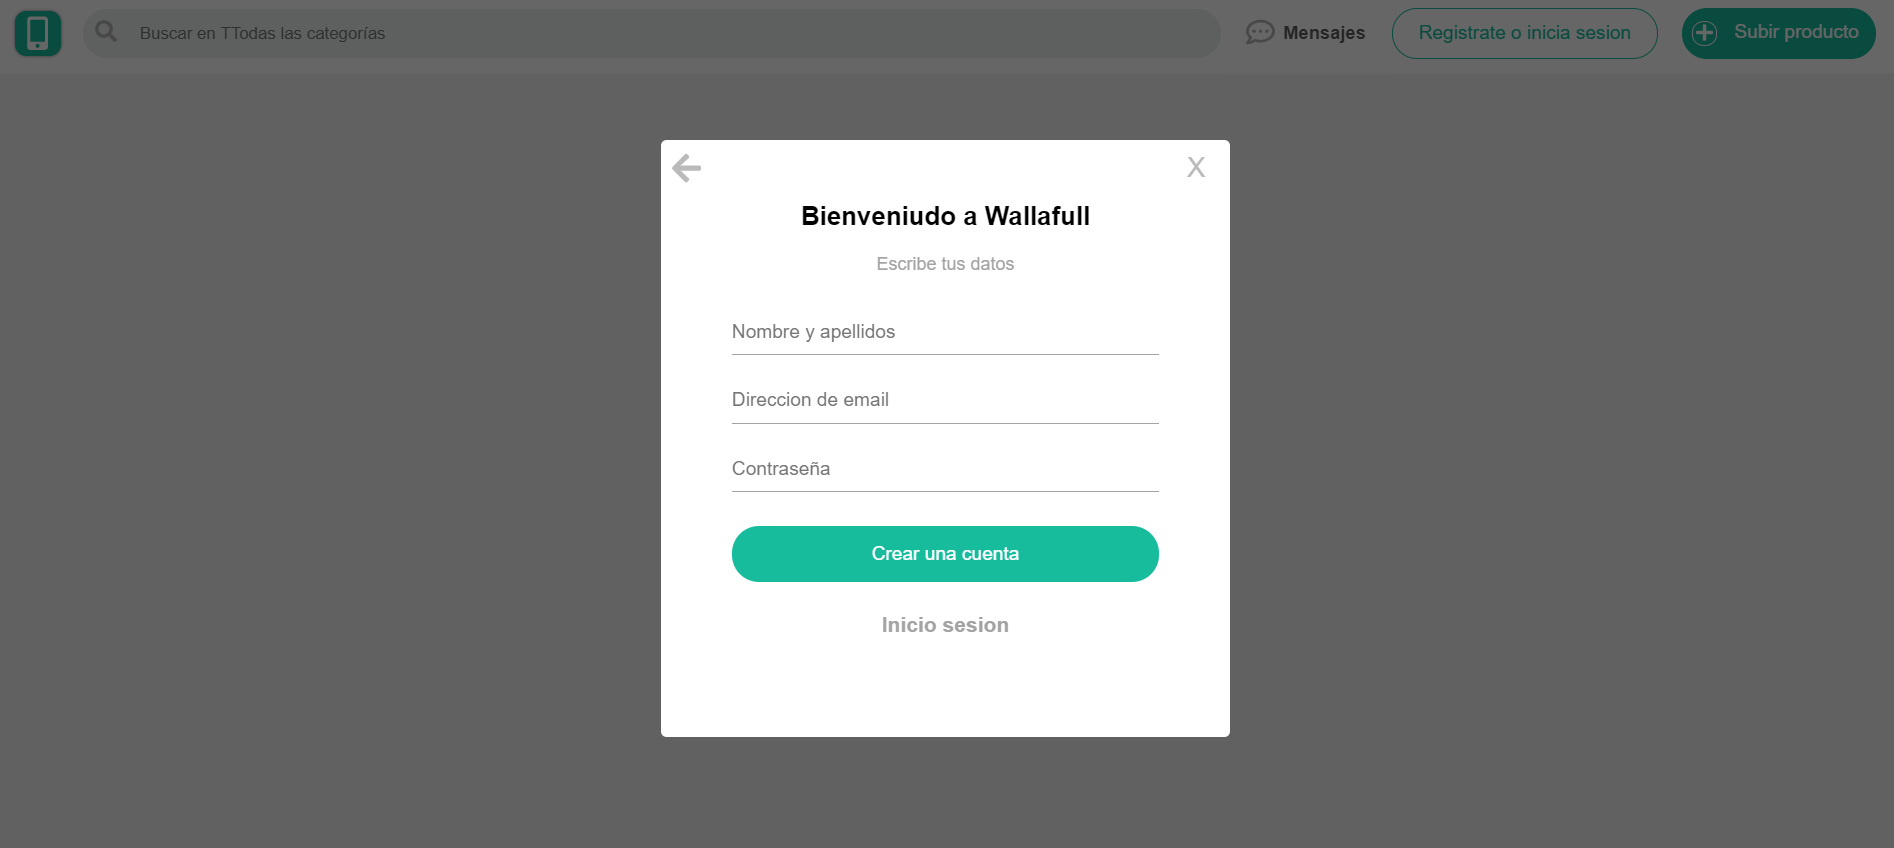 Buscar en TTodas las categorías
Mensajes
Registrate o inicia sesion
Subir producto
X
Bienveniudo a Wallafull
Escribe tus datos
Nombre y apellidos
Direccion de email
Contraseña
Crear una cuenta
Inicio sesion